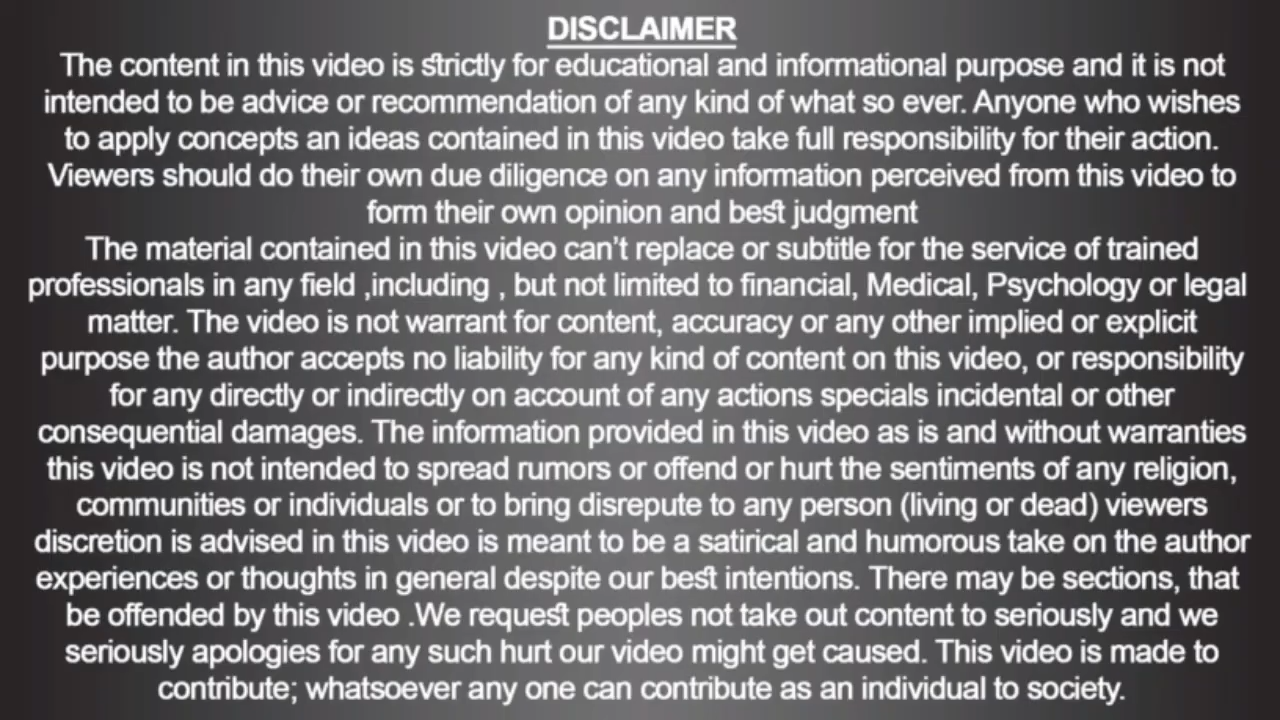 DISCLAIMER
The content in this video is strictly for educational and informational purpose and it is not
intended to be advice or recommendation of any kind of what so ever. Anyone who wishes
to apply concepts an ideas contained in this video take full responsibility for their action.
Viewers should do their own due diligence on any information perceived from this video to
form their own opinion and best judgment
The material contained in this video can't replace or subtitle for the service of trained
professionals in any field ,including , but not limited to financial, Medical, Psychology or legal
matter. The video is not warrant for content, accuracy or any other implied or explicit
purpose the author accepts no liability for any kind of content on this video, or responsibility
for any directly or indirectly on account of any actions specials incidental or other
consequential damages. The information provided in this video as is and without warranties
this video is not intended to spread rumors or offend or hurt the sentiments of any religion,
communities or individuals or to bring disrepute to any person (living or dead) viewers
discretion is advised in this video is meant to be a satirical and humorous take on the author
experiences or thoughts in general despite our best intentions. There may be sections, that
be offended by this video .We request peoples not take out content to seriously and we
seriously apologies for any such hurt our video might get caused. This video is made to
contribute; whatsoever any one can contribute as an individual to society.